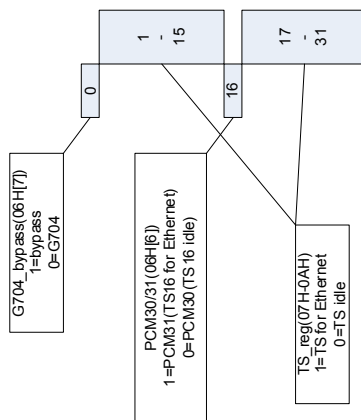 0
1
-
15
16
17
-
31
G704_bypass(06H[7])
1=bypass
0=G704
PCM30/31(06H[6])
1=PCM31(TS16 for Ethernet)
0=PCM30(TS16 idle)
TS_reg(07H-0AH)
1=TS for Ethernet
0=TS idle